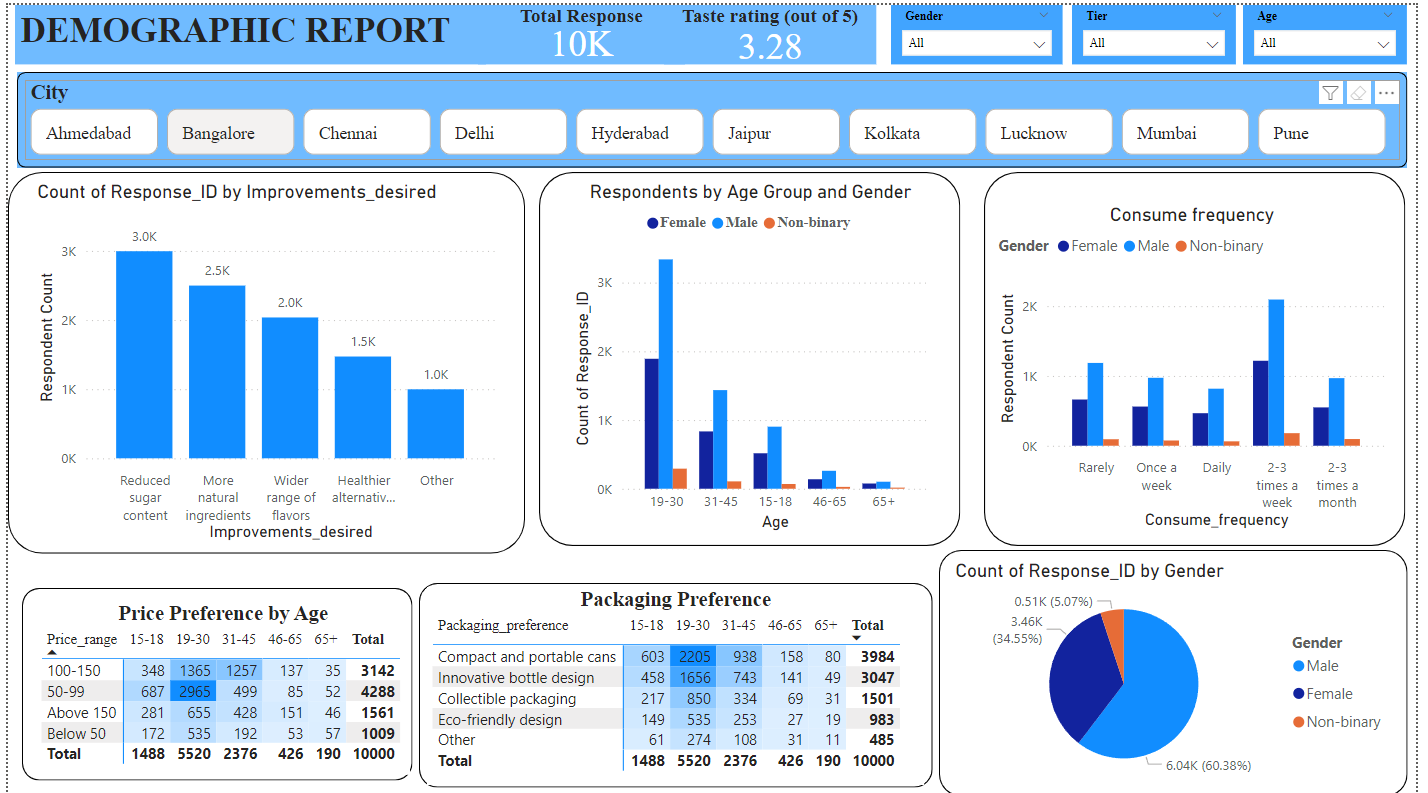 DEMOGRAPHIC REPORT
Total Response
10K
Taste rating (out of 5)
3.28
Gender
All
Tier
All
Age
All
City
Ahmedabad
Bangalore
Chennai
Delhi
Hyderabad
Jaipur
Kolkata
Lucknow
Mumbai
Pune
Count of Response_ID by Improvements_desired
Respondent Count
3K
2K
1K
0K
3.0K
2.5K
2.0K
1.5K
1.0K
Reduced
sugar
content
More
natural
ingredients
Wider
range of
flavors
Healthier
alternativ...
Other
Improvements_desired
Respondents by Age Group and Gender
Female Male Non-binary
Count of Response_ID
3K
2K
1K
0K
19-30 31-45 15-18 46-65 65+
Age
Consume frequency
Gender Female Male Non-binary
Respondent Count
2K
1K
0K
Rarely
Once a
week
Daily
2-3
times a
week
2-3
times a
month
Consume_frequency
Price Preference by Age
Price_range 15-18 19-30 31-45 46-65 65+ Total
100-150 348 1365 1257 137 35 3142
50-99 687 2965 499 85 52 4288
Above 150 281 655 428 151 46 1561
Below 50 172 535 192 53 57 1009
Total 1488 5520 2376 426 190 10000
Packaging Preference
Packaging_preference 15-18 19-30 31-45 46-65 65+ Total
Compact and portable cans 603 2205 938 158 80 3984
Innovative bottle design 458 1656 743 141 49 3047
Collectible packaging 217 850 334 69 31 1501
Eco-friendly design 149 535 253 27 19 983
Other 61 274 108 31 11 485
Total 1488 5520 2376 426 190 10000
Count of Response_ID by Gender
0.51K (5.07%)
3.46K
(34.55%)
6.04K (60.38%)
Gender
Male
Female
Non-binary